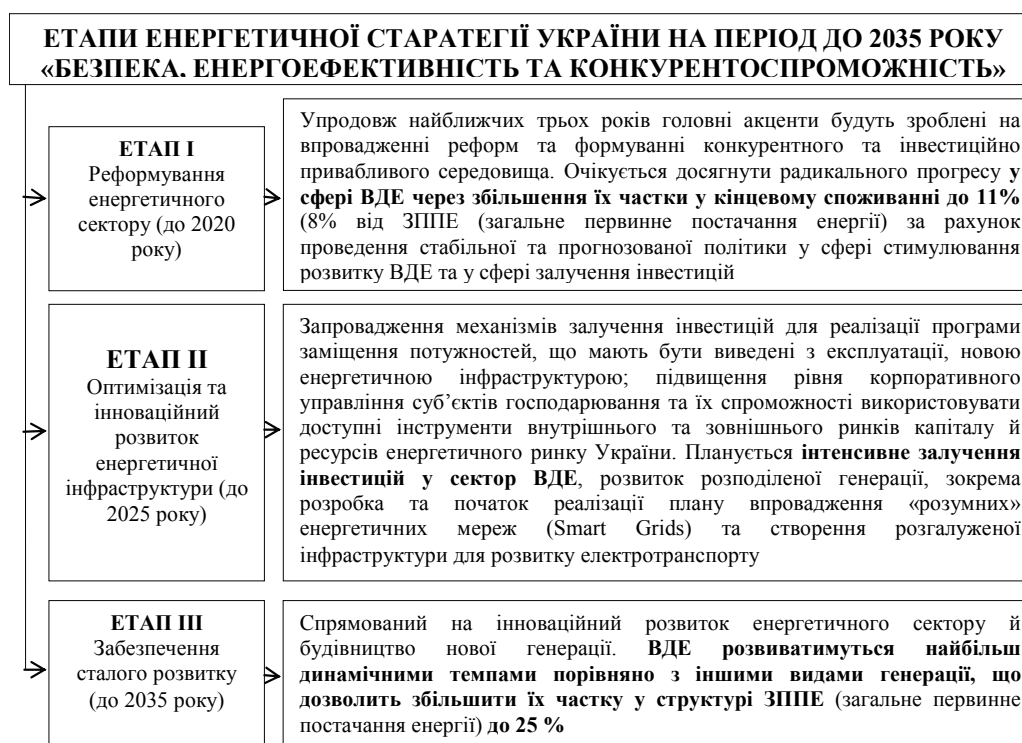 ЕТАПИ ЕНЕРГЕТИЧНОЇ СТАРАТЕГІЇ УКРАЇНИ НА ПЕРІОД ДО 2035 РОКУ
«БЕЗПЕКА, ЕНЕРГОЕФЕКТИВНІСТЬ ТА КОНКУРЕНТОСПРОМОЖНІСТЬ»
ЕТАП І
Реформування
енергетичного
сектору (до 2020
року)
Упродовж найближчих трьох років головні акценти будуть зроблені на
впровадженні реформ та формуванні конкурентного та інвестиційно
привабливого середовища. Очікується досягнути радикального прогресу у
сфері ВДЕ через збільшення їх частки у кінцевому споживанні до 11%
(8% від ЗППЕ (загальне первинне постачання енергії) за рахунок
проведення стабільної та прогнозованої політики у сфері стимулювання
розвитку ВДЕ та у сфері залучення інвестицій
ЕТАП ІІ
Оптимізація та
інноваційний
розвиток
енергетичної
інфраструктури (до
2025 року)
Запровадження механізмів залучення інвестицій для реалізації програми
заміщення потужностей, що мають бути виведені з експлуатації, новою
енергетичною інфраструктурою; підвищення рівня корпоративного
управління суб’єктів господарювання та їх спроможності використовувати
доступні інструменти внутрішнього та зовнішнього ринків капіталу й
ресурсів енергетичного ринку України. Планується інтенсивне залучення
інвестицій у сектор ВДЕ, розвиток розподіленої генерації, зокрема
розробка та початок реалізації плану впровадження «розумних»
енергетичних мереж (Smart Grids) та створення розгалуженої
інфраструктури для розвитку електротранспорту
ЕТАП ІІІ
Забезпечення
сталого розвитку
(до 2035 року)
Спрямований на інноваційний розвиток енергетичного сектору й
будівництво нової генерації. ВДЕ розвиватимуться найбільш
динамічними темпами порівняно з іншими видами генерації, що
дозволить збільшити їх частку у структурі ЗППЕ (загальне первинне
постачання енергії) до 25 %